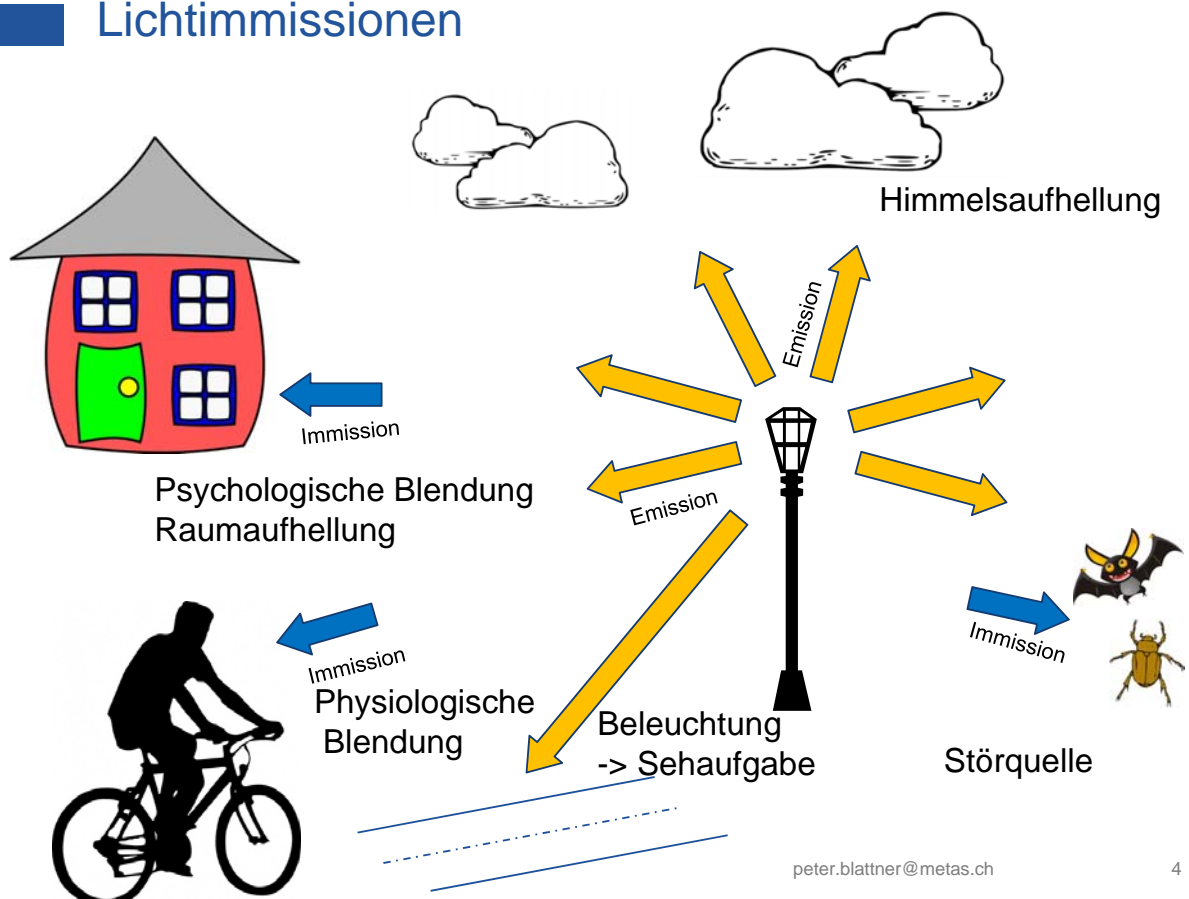 Lichtimmissionen
Himmelsaufhellung
Emission
Immission
Psychologische Blendung
Raumaufhellung
Emission
Immission
Immission
Physiologische
Blendung
Beleuchtung
-> Sehaufgabe
Störquelle
peter.blattner@metas.ch
4